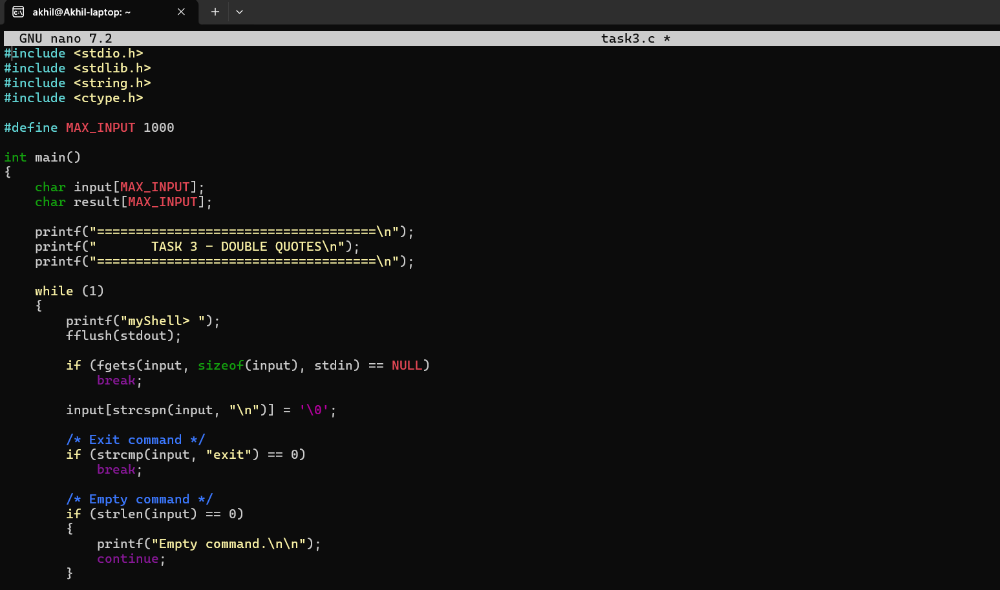 akhil@Akhil-laptop: ~
GNU nano 7.2 task3.c *
#include <stdio.h>
#include <stdlib.h>
#include <string.h>
#include <ctype.h>

#define MAX_INPUT 1000

int main()
{
    char input[MAX_INPUT];
    char result[MAX_INPUT];

    printf("====================================\n");
    printf("       TASK 3 - DOUBLE QUOTES\n");
    printf("====================================\n");

    while (1)
    {
        printf("myShell> ");
        fflush(stdout);

        if (fgets(input, sizeof(input), stdin) == NULL)
            break;

        input[strcspn(input, "\n")] = '\0';

        /* Exit command */
        if (strcmp(input, "exit") == 0)
            break;

        /* Empty command */
        if (strlen(input) == 0)
        {
            printf("Empty command.\n\n");
            continue;
        }